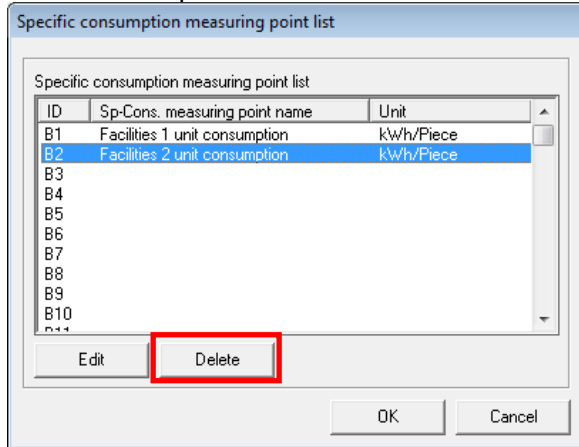 Specific consumption measuring point list
Specific consumption measuring point list
ID Sp-Cons. measuring point name Unit
B1 Facilities 1 unit consumption kWh/Piece
B2 Facilities 2 unit consumption kWh/Piece
B3
B4
B5
B6
B7
B8
B9
B10
B11
Edit Delete
OK Cancel